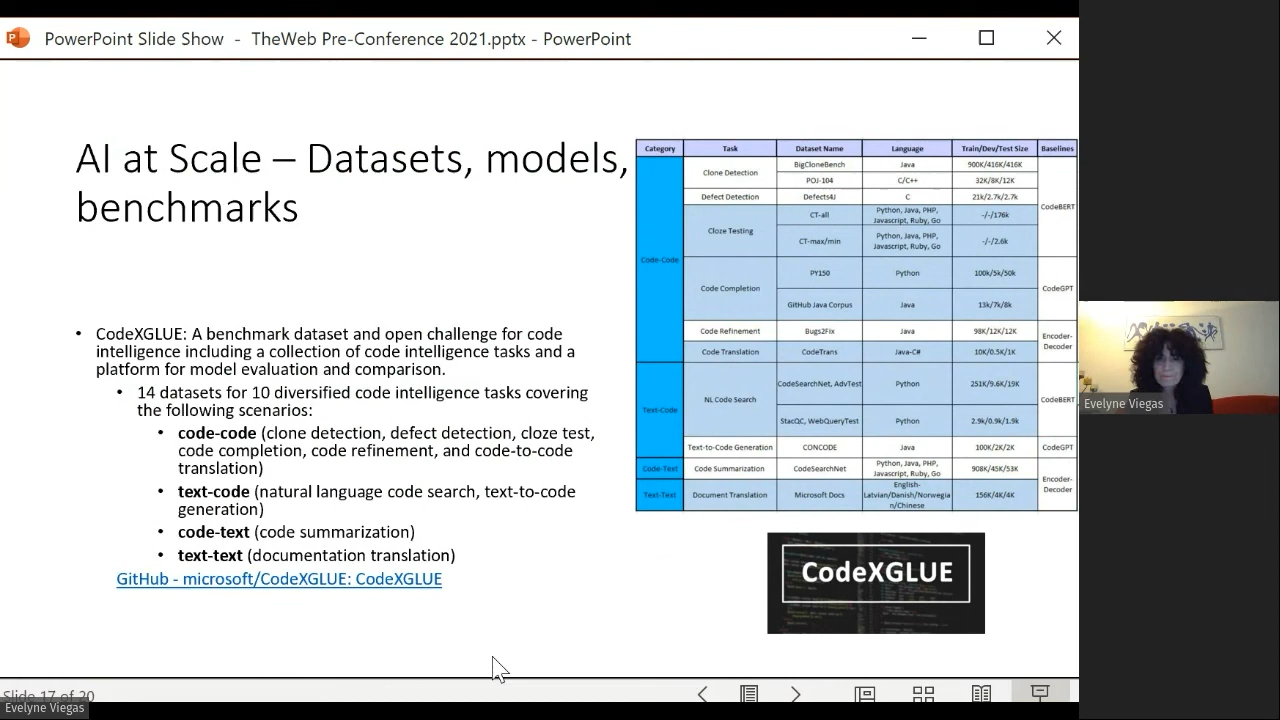 PowerPoint Slide Show - TheWeb Pre-Conference 2021.pptx - PowerPoint
AI at Scale – Datasets, models,
benchmarks
• CodeXGLUE: A benchmark dataset and open challenge for code
intelligence including a collection of code intelligence tasks and a
platform for model evaluation and comparison.
• 14 datasets for 10 diversified code intelligence tasks covering
the following scenarios:
• code-code (clone detection, defect detection, cloze test,
code completion, code refinement, and code-to-code
translation)
• text-code (natural language code search, text-to-code
generation)
• code-text (code summarization)
• text-text (documentation translation)
GitHub - microsoft/CodeXGLUE: CodeXGLUE
Category Task Dataset Name Language Train/Dev/Test Size Baselines
Code-Code Clone Detection BigCloneBench Java 900K/416K/416K CodeBERT
POJ-104 C/C++ 32K/8K/12K
Defect Detection Defects4J C 21k/2.7k/2.7k
Cloze Testing CT-all Python, Java, PHP, -/-/176k
Javascript, Ruby, Go
CT-max/min Python, Java, PHP, -/-/2.6k
Javascript, Ruby, Go
Code Completion PY150 Python 100k/5k/50k CodeGPT
GitHub Java Corpus Java 13k/7k/8k
Code Refinement Bugs2Fix Java 98K/12K/12K Encoder-
Decoder
Code Translation CodeTrans Java-C# 10K/0.5K/1K
Text-Code NL Code Search CodeSearchNet, AdvTest Python 251K/9.6K/19K CodeBERT
StacQC, WebQueryTest Python 2.9k/0.9k/1.9k
Text-to-Code Generation CONCODE Java 100K/2K/2K CodeGPT
Code-Text Code Summarization CodeSearchNet Python, Java, PHP, 908K/45K/53K Encoder-
Javascript, Ruby, Go Decoder
Text-Text Document Translation Microsoft Docs English- 156K/4K/4K
Latvian/Danish/Norwegia
n/Chinese
CodeXGLUE
Evelyne Viegas
Slide 17 of 20
Evelyne Viegas